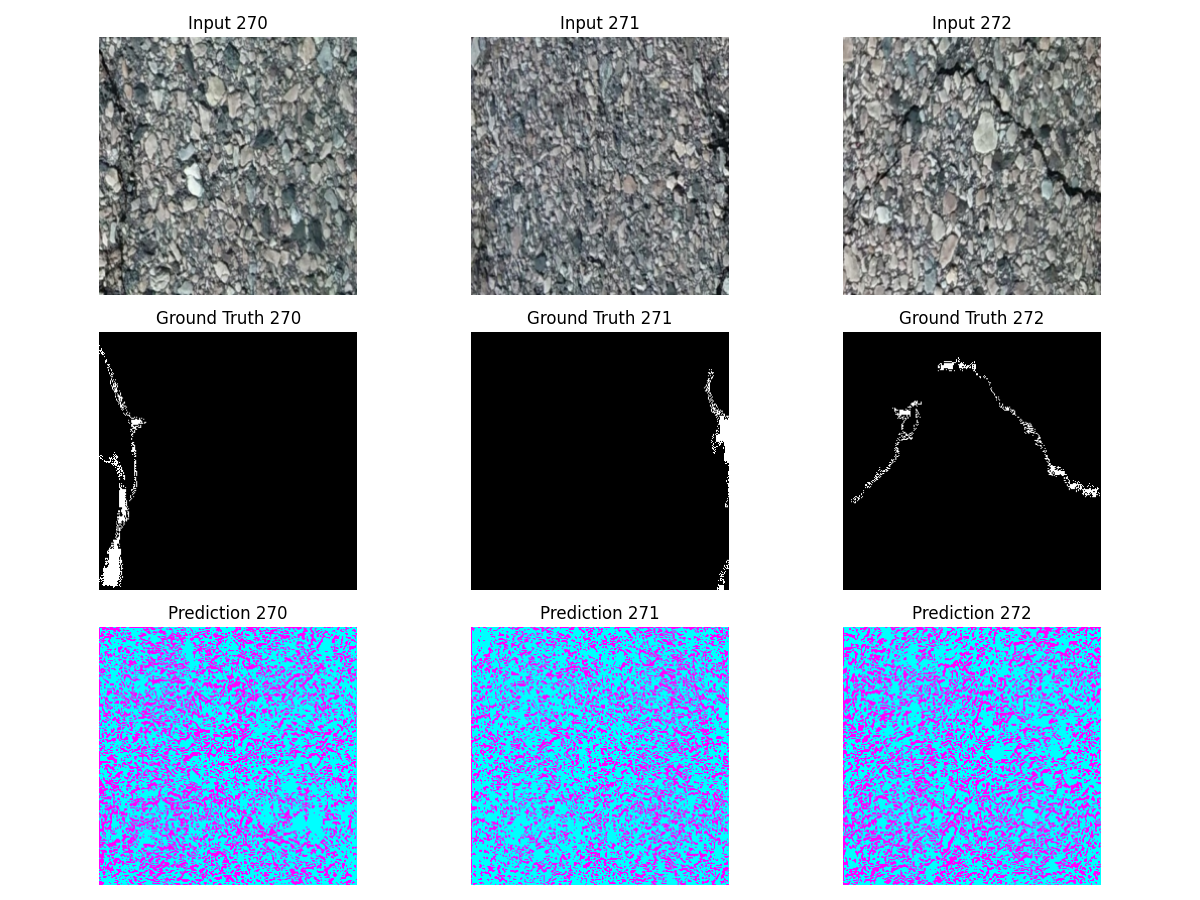 Input 270
Input 271
Input 272
Ground Truth 270
Ground Truth 271
Ground Truth 272
Prediction 270
Prediction 271
Prediction 272